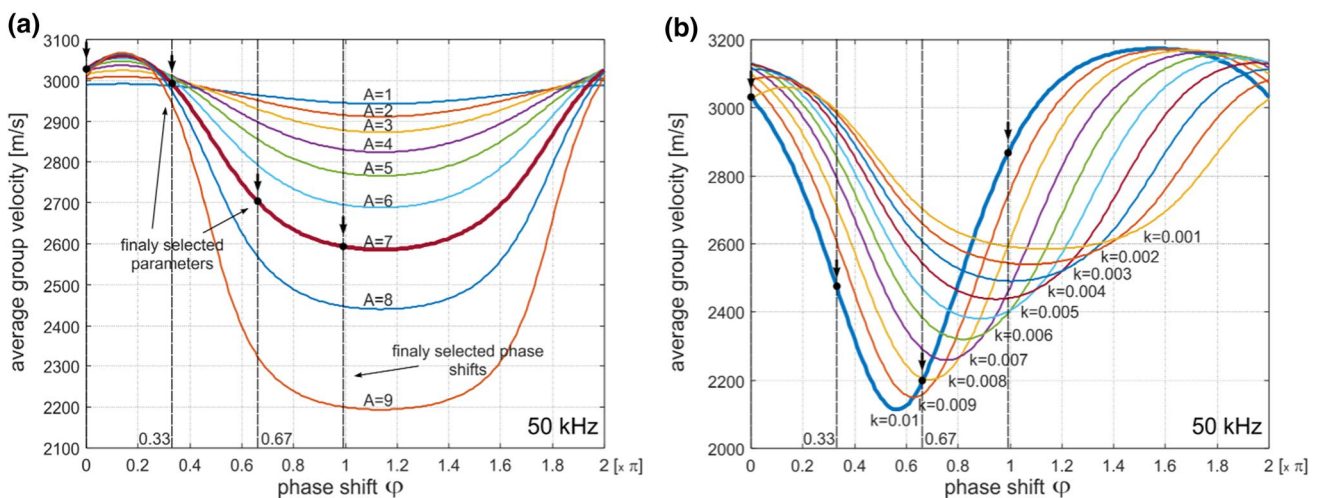 (a)
average group velocity [m/s]
3100
3000
2900
2800
2700
2600
2500
2400
2300
2200
2100
A=1
A=2
A=3
A=4
A=5
A=6
A=7
A=8
A=9
finaly selected
parameters
finaly selected phase
shifts
50 kHz
0.33
0.67
0 0.2 0.4 0.6 0.8 1 1.2 1.4 1.6 1.8 2 [x π]
phase shift φ
(b)
average group velocity [m/s]
3200
3000
2800
2600
2400
2200
2000
k=0.001
k=0.002
k=0.003
k=0.004
k=0.005
k=0.006
k=0.007
k=0.008
k=0.009
k=0.01
50 kHz
0.33
0.67
0 0.2 0.4 0.6 0.8 1 1.2 1.4 1.6 1.8 2 [x π]
phase shift φ